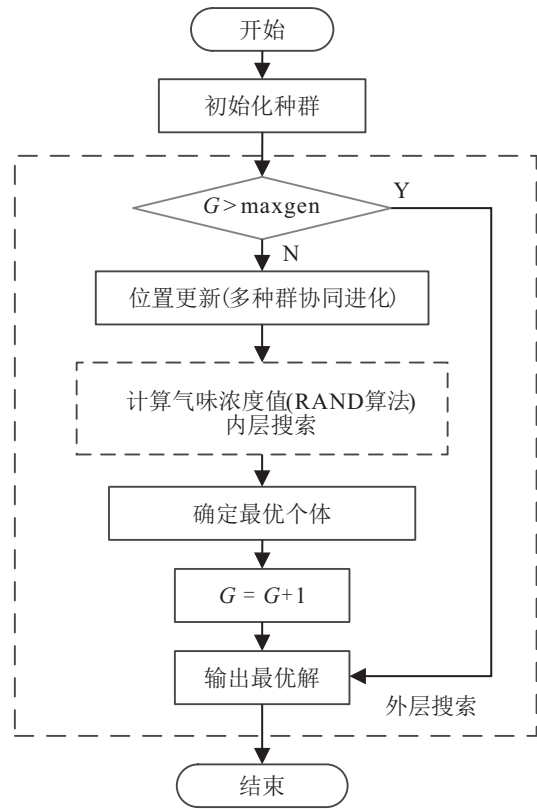 开始
初始化种群
G>maxgen
Y
N
位置更新(多种群协同进化)
计算气味浓度值(RAND算法)
内层搜索
确定最优个体
G = G+1
输出最优解
外层搜索
结束